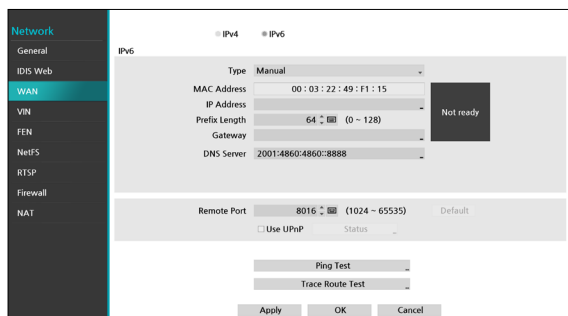 Network
General
IDIS Web
WAN
VIN
FEN
NetFS
RTSP
Firewall
NAT
IPv4 IPv6
IPv6
Type Manual
MAC Address 00 : 03 : 22 : 49 : F1 : 15
IP Address
Prefix Length 64 (0 ~ 128)
Gateway
Not ready
DNS Server 2001:4860:4860::8888
Remote Port 8016 (1024 ~ 65535) Default
Use UPnP Status
Ping Test
Trace Route Test
Apply OK Cancel